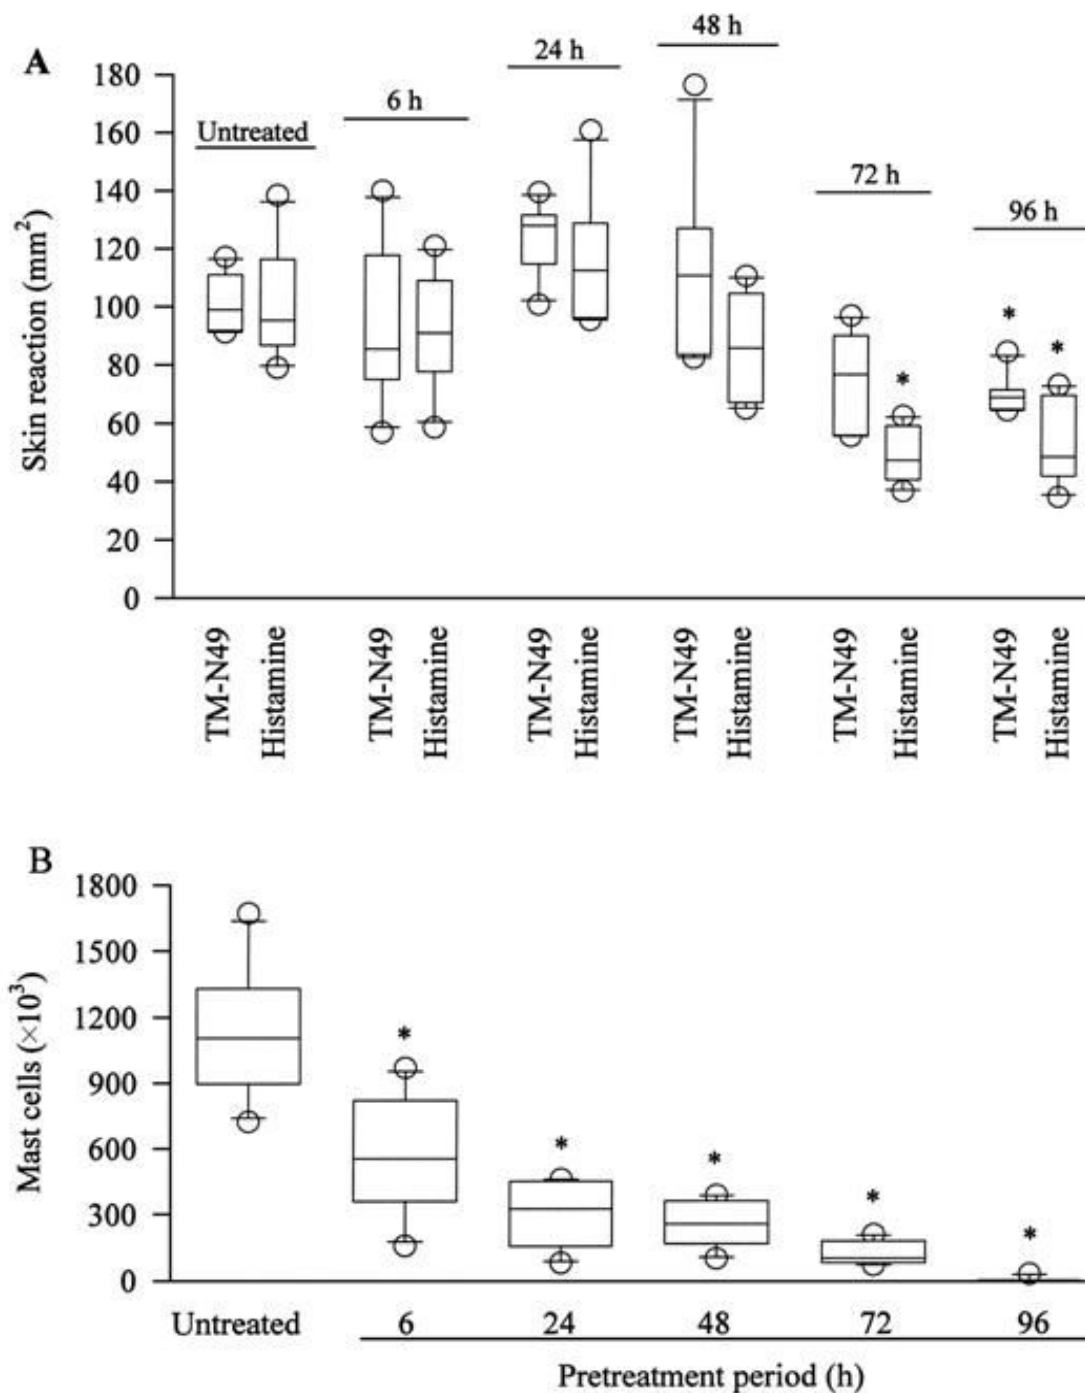 A
48 h
24 h
6 h
Untreated
72 h
96 h
Skin reaction (mm²)
180
160
140
120
100
80
60
40
20
0
* * *
TM-N49 Histamine TM-N49 Histamine TM-N49 Histamine TM-N49 Histamine TM-N49 Histamine TM-N49 Histamine
B
Mast cells (×10³)
1800
1500
1200
900
600
300
0
* * * * *
Untreated 6 24 48 72 96
Pretreatment period (h)